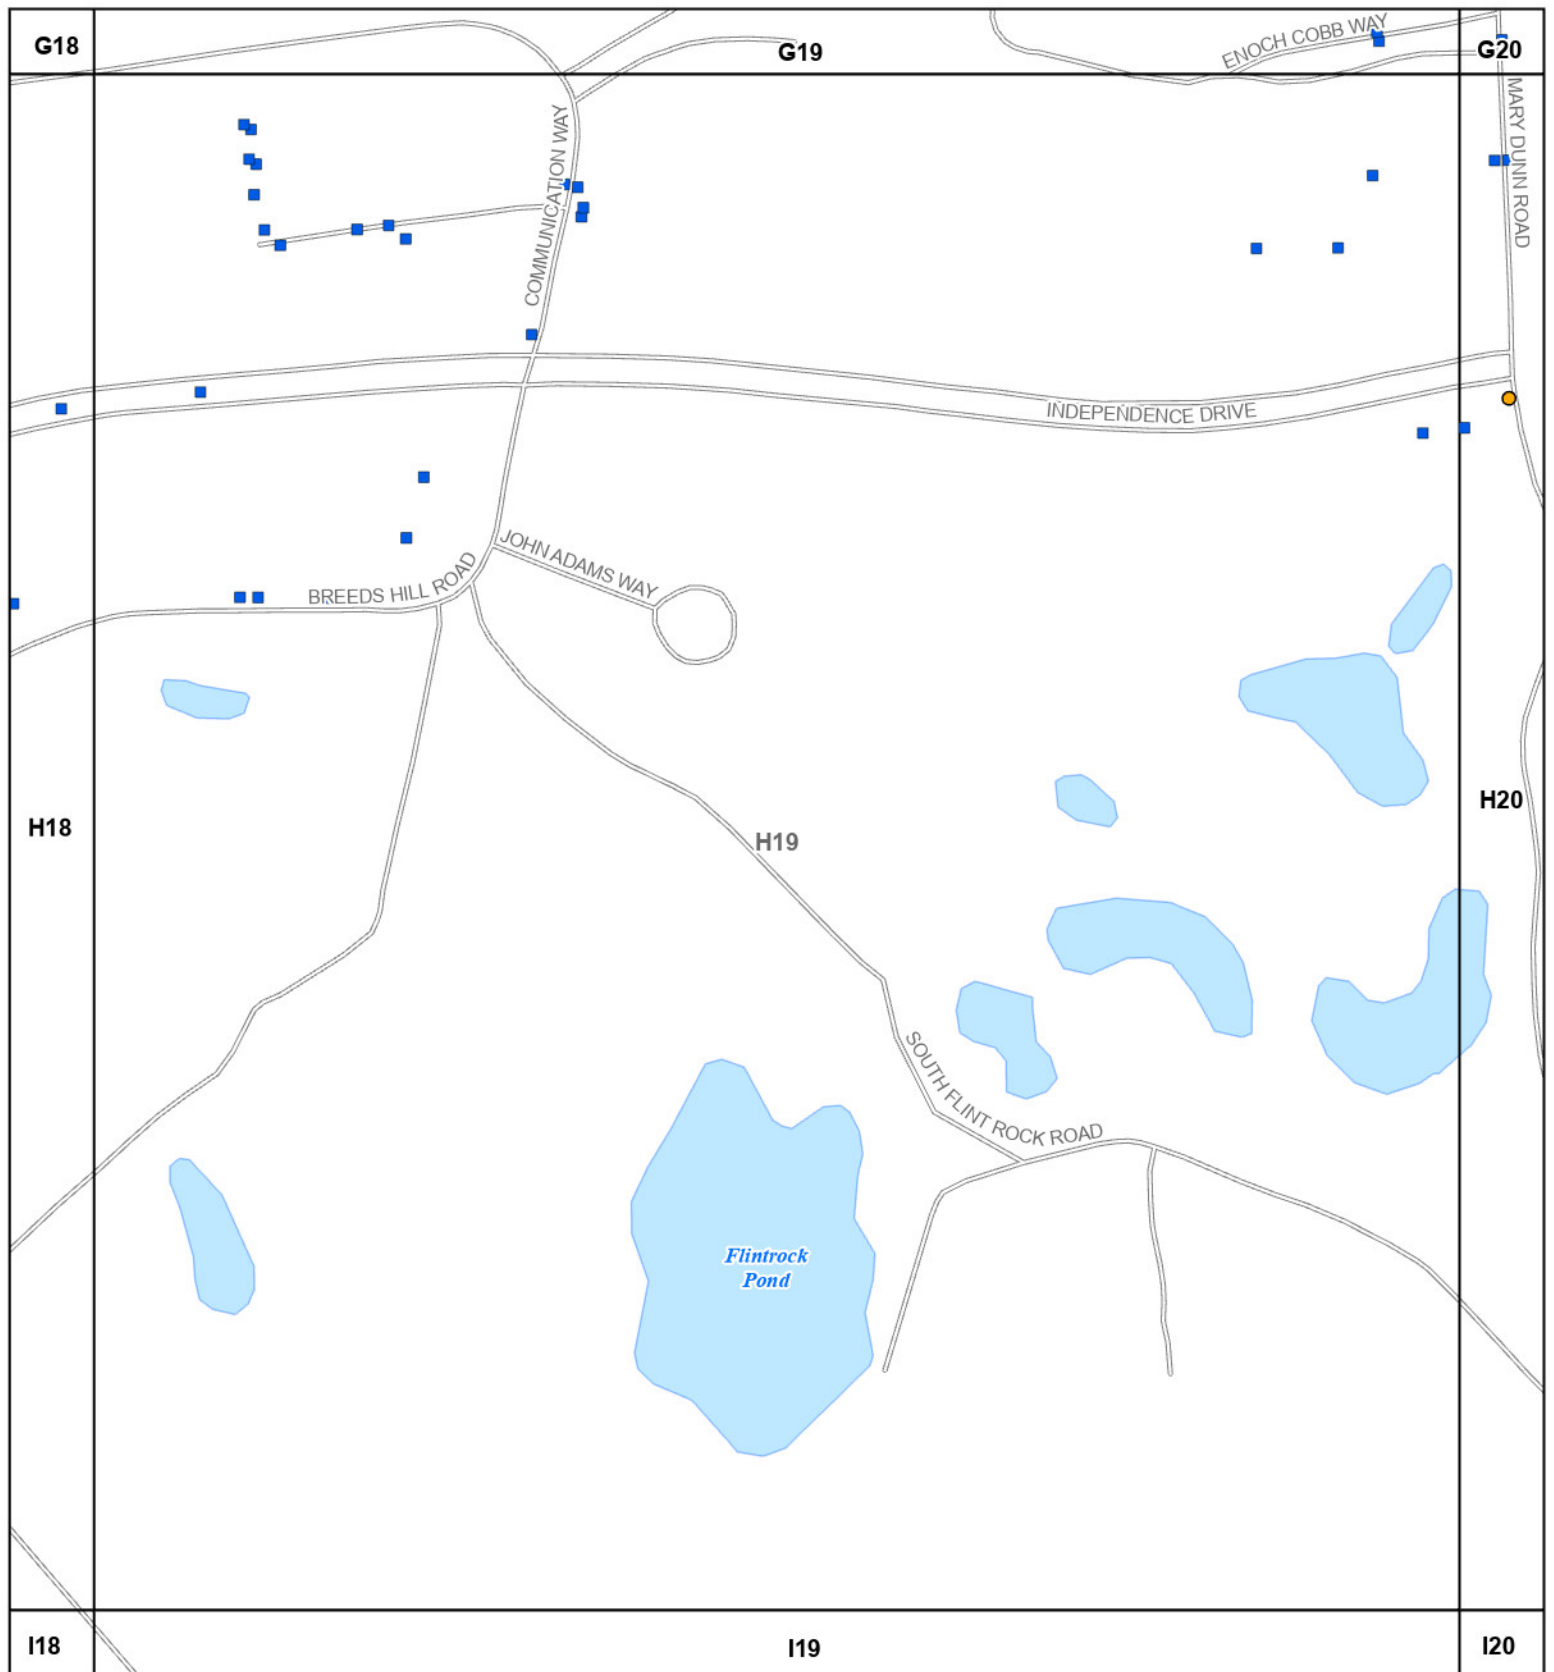 G18
G19
ENOCH COBB WAY
G20
MARY DUNN ROAD
COMMUNICATION WAY
INDEPENDENCE DRIVE
JOHN ADAMS WAY
BREEDS HILL ROAD
H18
H19
H20
SOUTH FLINT ROCK ROAD
Flintrock
Pond
I18
I19
I20